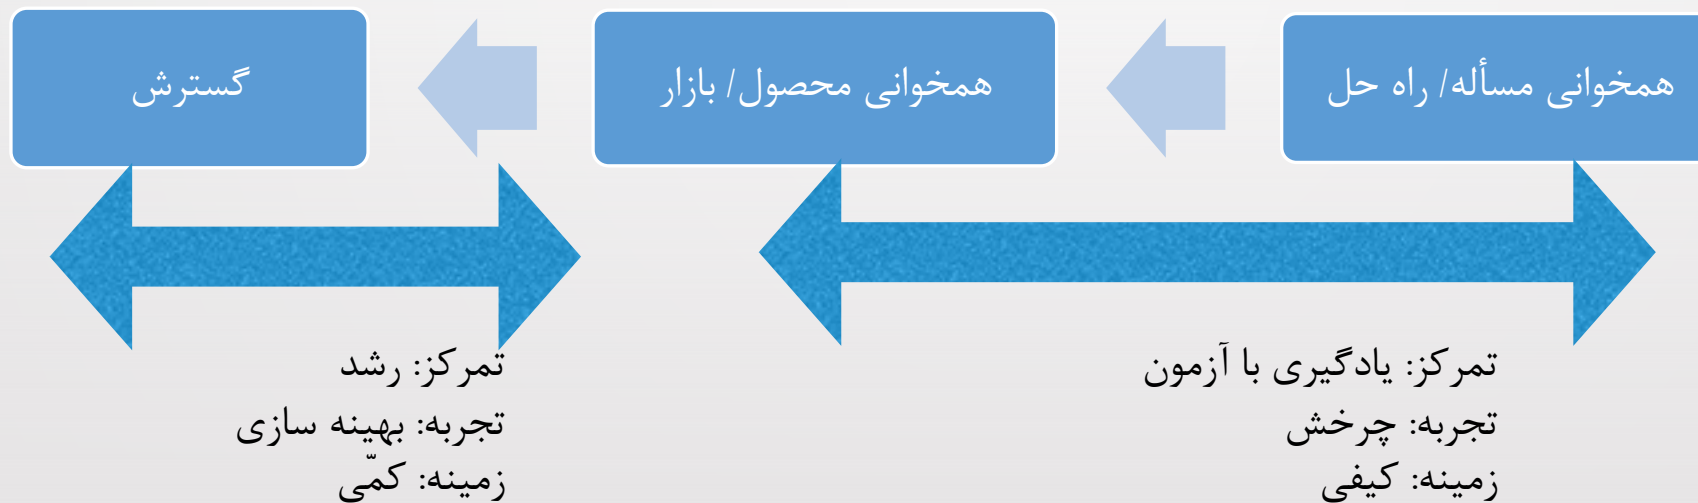 همخوانی مسأله/ راه حل
همخوانی محصول/ بازار
گسترش
تمرکز: یادگیری با آزمون
تجربه: چرخش
زمینه: کیفی
تمرکز: رشد
تجربه: بهینه سازی
زمینه: کمّی